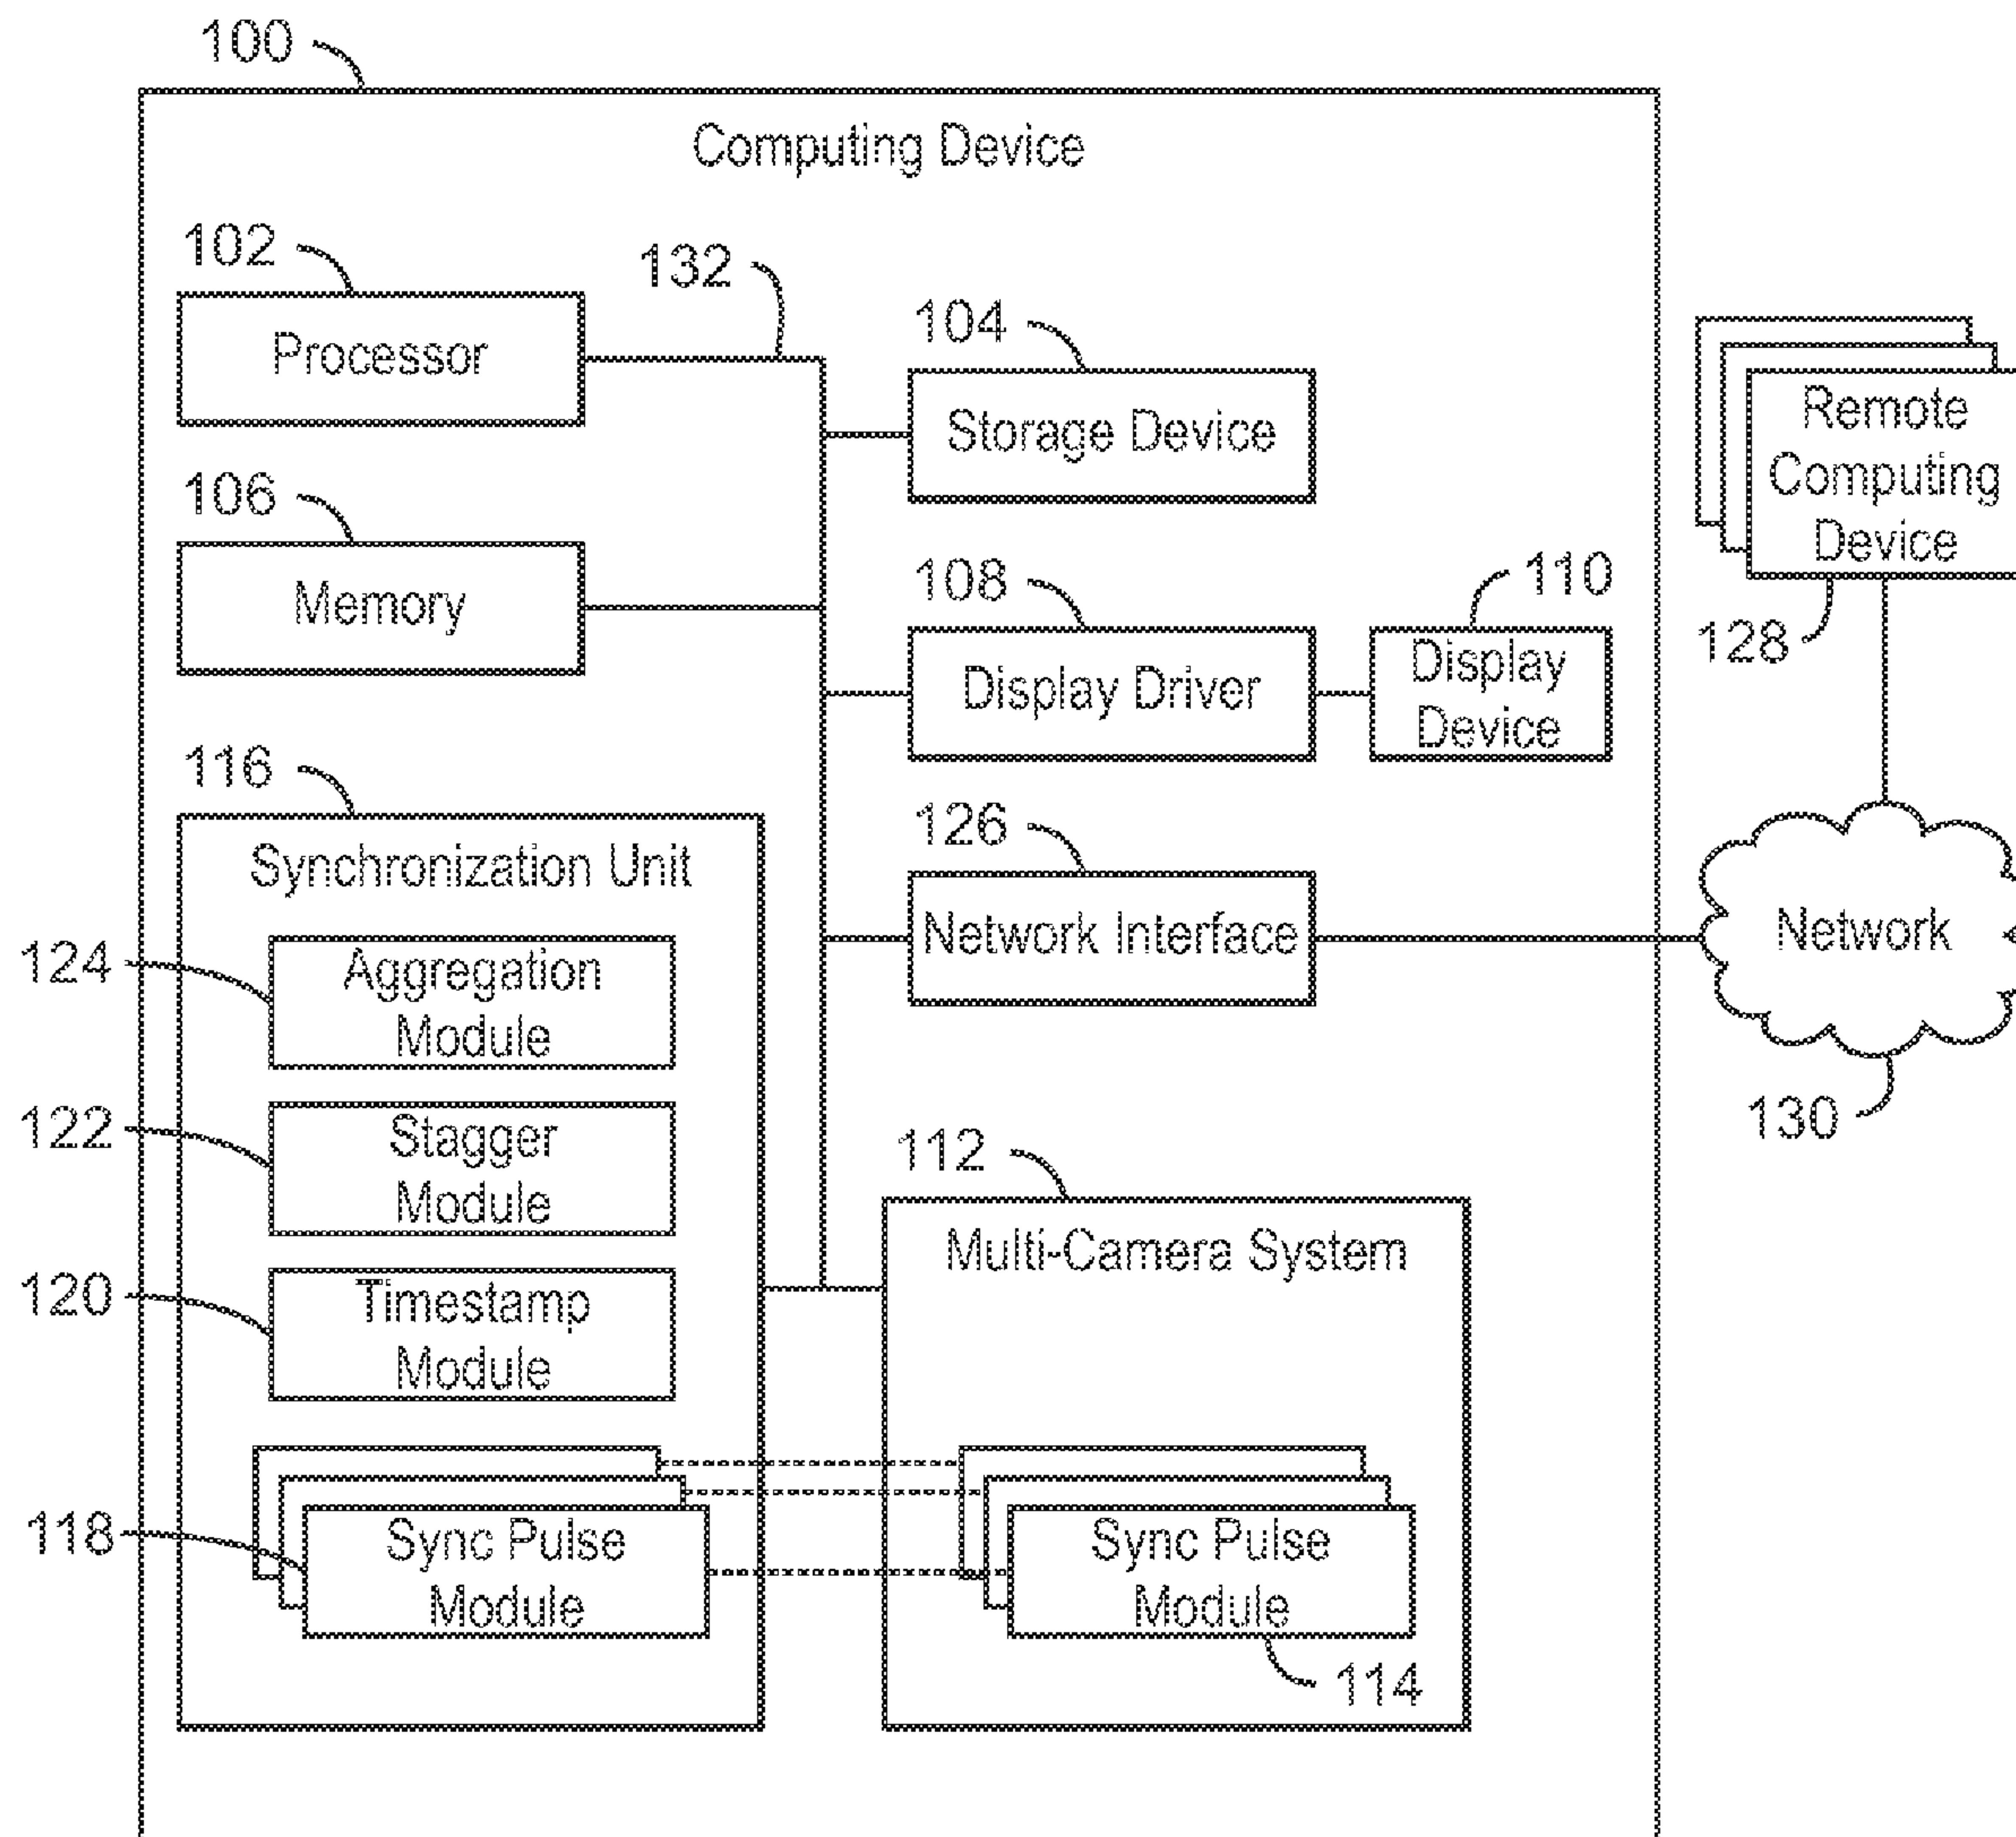 100
Computing Device
102
132
Processor
104
Storage Device
106
Memory
108
Display Driver
110
Display
Device
Remote
Computing
Device
128
116
Synchronization Unit
126
Network Interface
Network
130
124
Aggregation
Module
122
Stagger
Module
120
Timestamp
Module
118
Sync Pulse
Module
112
Multi-Camera System
Sync Pulse
Module
114